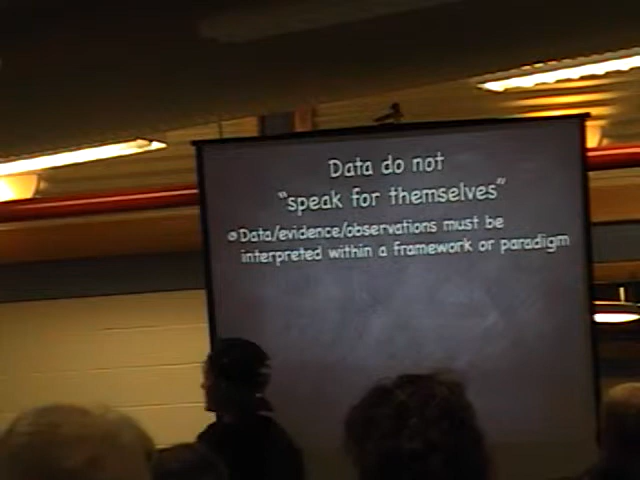 Data do not
"speak for themselves"
Data/evidence/observations must be
interpreted within a framework or paradigm